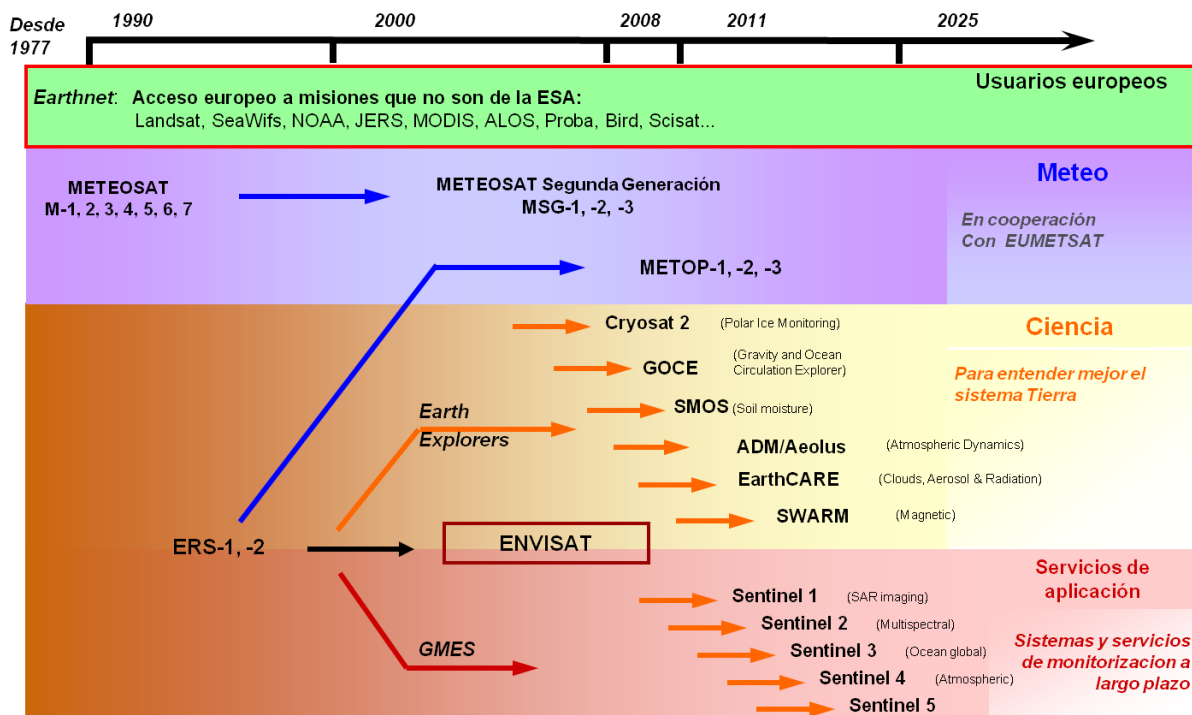 Desde
1977
1990
2000
2008
2011
2025
Usuarios europeos
Earthnet: Acceso europeo a misiones que no son de la ESA:
Landsat, SeaWifs, NOAA, JERS, MODIS, ALOS, Proba, Bird, Scisat...
Meteo
METEOSAT
M-1, 2, 3, 4, 5, 6, 7
METEOSAT Segunda Generación
MSG-1, -2, -3
En cooperación
Con EUMETSAT
METOP-1, -2, -3
Ciencia
Cryosat 2 (Polar Ice Monitoring)
GOCE (Gravity and Ocean
Circulation Explorer)
Para entender mejor el
sistema Tierra
SMOS (Soil moisture)
Earth
Explorers
ADM/Aeolus (Atmospheric Dynamics)
EarthCARE (Clouds, Aerosol & Radiation)
SWARM (Magnetic)
ERS-1, -2
ENVISAT
Servicios de
aplicación
Sentinel 1 (SAR imaging)
Sentinel 2 (Multispectral)
Sentinel 3 (Ocean global)
Sentinel 4 (Atmospheric)
Sentinel 5
GMES
Sistemas y servicios
de monitorizacion a
largo plazo